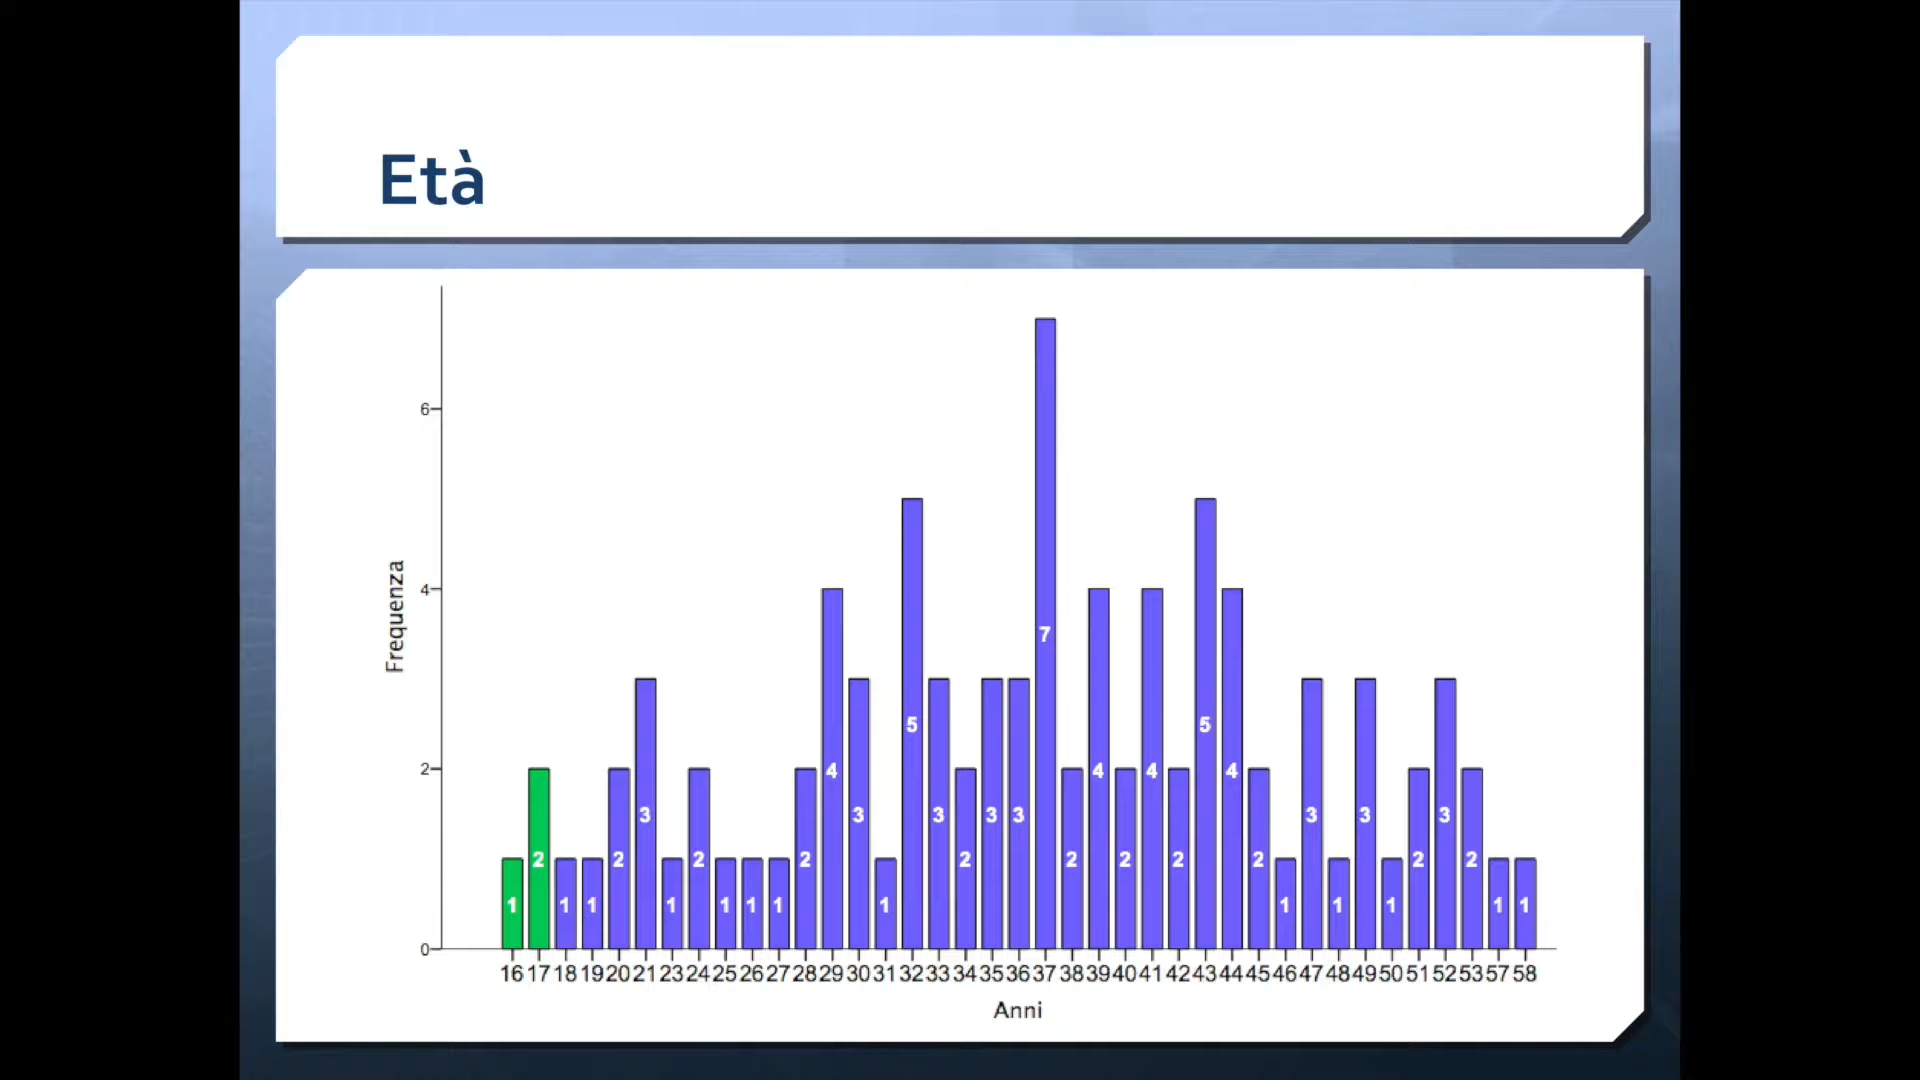 Età
Frequenza
6
4
2
0
1 2 1 1 2 3 1 2 1 1 1 2 4 3 1 5 3 2 3 3 7 2 4 2 4 2 5 4 2 1 3 1 3 1 2 3 2 1 1
16 17 18 19 20 21 23 24 25 26 27 28 29 30 31 32 33 34 35 36 37 38 39 40 41 42 43 44 45 46 47 48 49 50 51 52 53 57 58
Anni